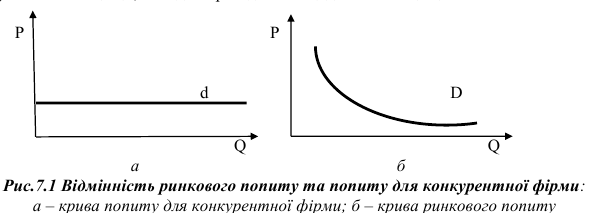 P
P
d
D
Q
Q
а
б
Рис.7.1 Відмінність ринкового попиту та попиту для конкурентної фірми:
а – крива попиту для конкурентної фірми; б – крива ринкового попиту